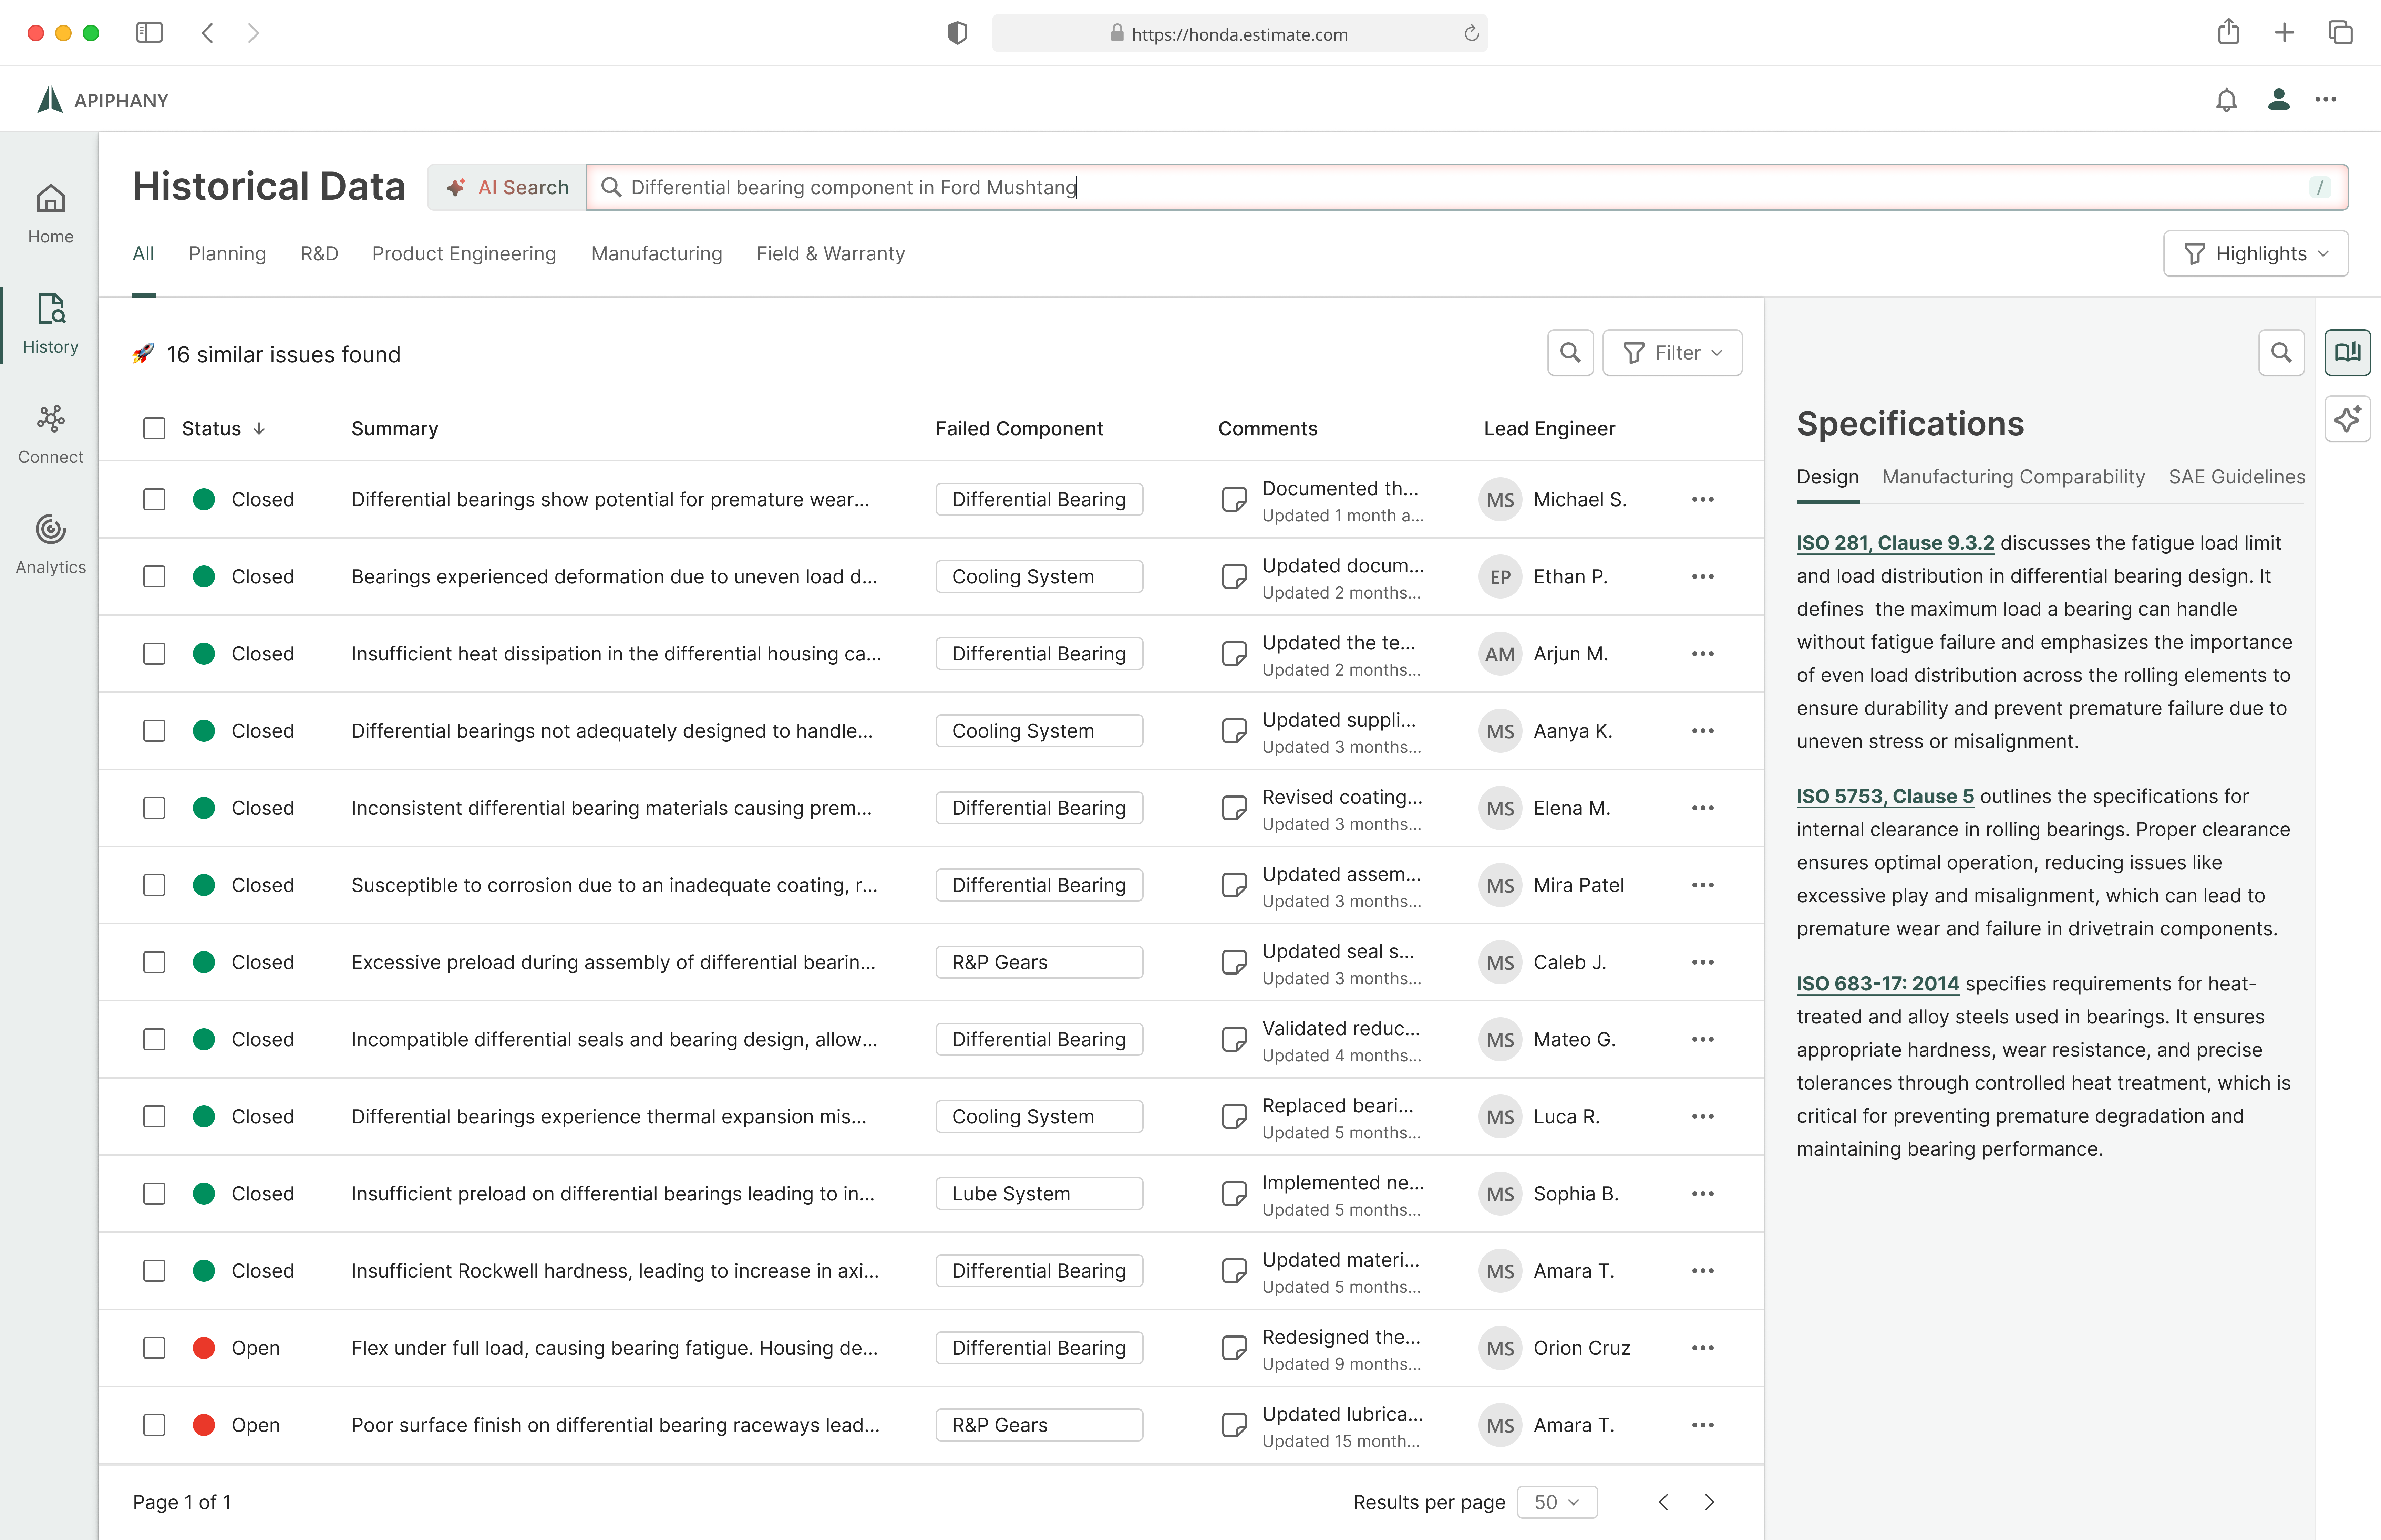 https://honda.estimate.com
APIPHANY
Home
History
Connect
Analytics
Historical Data
AI Search
Differential bearing component in Ford Mushtang
/
All Planning R&D Product Engineering Manufacturing Field & Warranty
Highlights
16 similar issues found
Filter
Status Summary Failed Component Comments Lead Engineer
Closed Differential bearings show potential for premature wear... Differential Bearing Documented th... MS Michael S.
Updated 1 month a...
Closed Bearings experienced deformation due to uneven load d... Cooling System Updated docum... EP Ethan P.
Updated 2 months...
Closed Insufficient heat dissipation in the differential housing ca... Differential Bearing Updated the te... AM Arjun M.
Updated 2 months...
Closed Differential bearings not adequately designed to handle... Cooling System Updated suppli... MS Aanya K.
Updated 3 months...
Closed Inconsistent differential bearing materials causing prem... Differential Bearing Revised coating... MS Elena M.
Updated 3 months...
Closed Susceptible to corrosion due to an inadequate coating, r... Differential Bearing Updated assem... MS Mira Patel
Updated 3 months...
Closed Excessive preload during assembly of differential bearin... R&P Gears Updated seal s... MS Caleb J.
Updated 3 months...
Closed Incompatible differential seals and bearing design, allow... Differential Bearing Validated reduc... MS Mateo G.
Updated 4 months...
Closed Differential bearings experience thermal expansion mis... Cooling System Replaced beari... MS Luca R.
Updated 5 months...
Closed Insufficient preload on differential bearings leading to in... Lube System Implemented ne... MS Sophia B.
Updated 5 months...
Closed Insufficient Rockwell hardness, leading to increase in axi... Differential Bearing Updated materi... MS Amara T.
Updated 5 months...
Open Flex under full load, causing bearing fatigue. Housing de... Differential Bearing Redesigned the... MS Orion Cruz
Updated 9 months...
Open Poor surface finish on differential bearing raceways lead... R&P Gears Updated lubrica... MS Amara T.
Updated 15 month...
Page 1 of 1
Results per page 50
Specifications
Design Manufacturing Comparability SAE Guidelines
ISO 281, Clause 9.3.2 discusses the fatigue load limit
and load distribution in differential bearing design. It
defines the maximum load a bearing can handle
without fatigue failure and emphasizes the importance
of even load distribution across the rolling elements to
ensure durability and prevent premature failure due to
uneven stress or misalignment.
ISO 5753, Clause 5 outlines the specifications for
internal clearance in rolling bearings. Proper clearance
ensures optimal operation, reducing issues like
excessive play and misalignment, which can lead to
premature wear and failure in drivetrain components.
ISO 683-17: 2014 specifies requirements for heat-
treated and alloy steels used in bearings. It ensures
appropriate hardness, wear resistance, and precise
tolerances through controlled heat treatment, which is
critical for preventing premature degradation and
maintaining bearing performance.